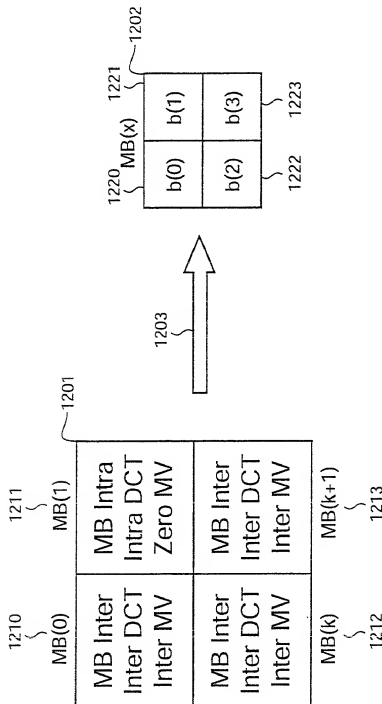 1210
1211
MB(0)
MB(1)
1201
MB Inter
Inter DCT
Inter MV
MB Intra
Intra DCT
Zero MV
MB Inter
Inter DCT
Inter MV
MB Inter
Inter DCT
Inter MV
MB(k)
MB(k+1)
1212
1213
1203
1220
MB(x)
1221
1202
b(0)
b(1)
b(2)
b(3)
1222
1223